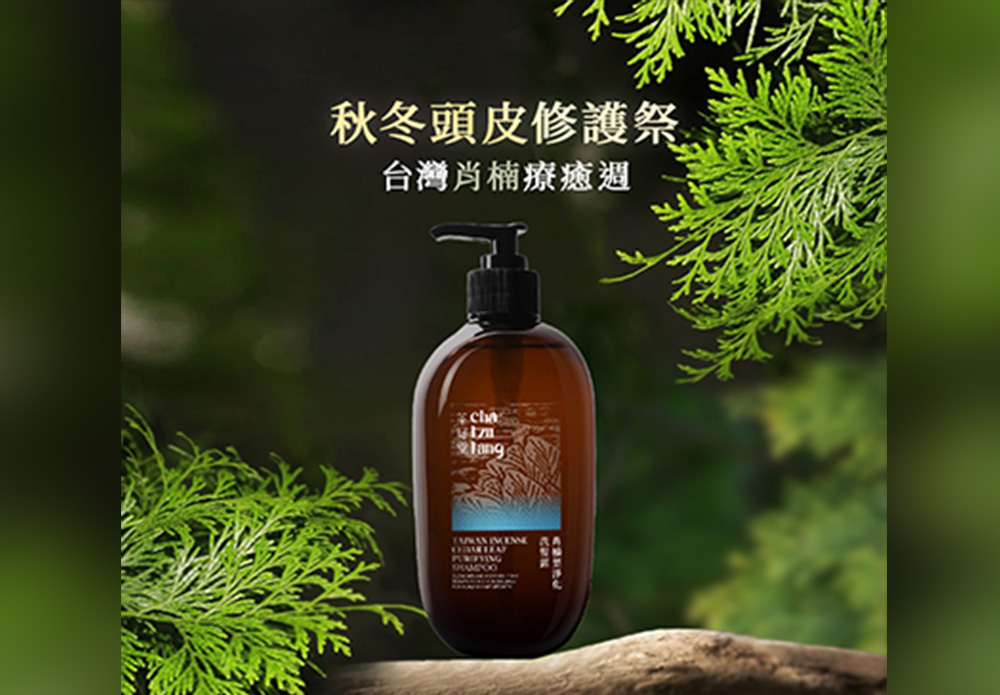 秋冬頭皮修護祭
台灣肖楠療癒週
茶籽堂
cha
tzu
tang
TAIWAN INCENSE
CEDAR LEAF
PURIFYING
SHAMPOO
肖楠葉淨化
洗髮露